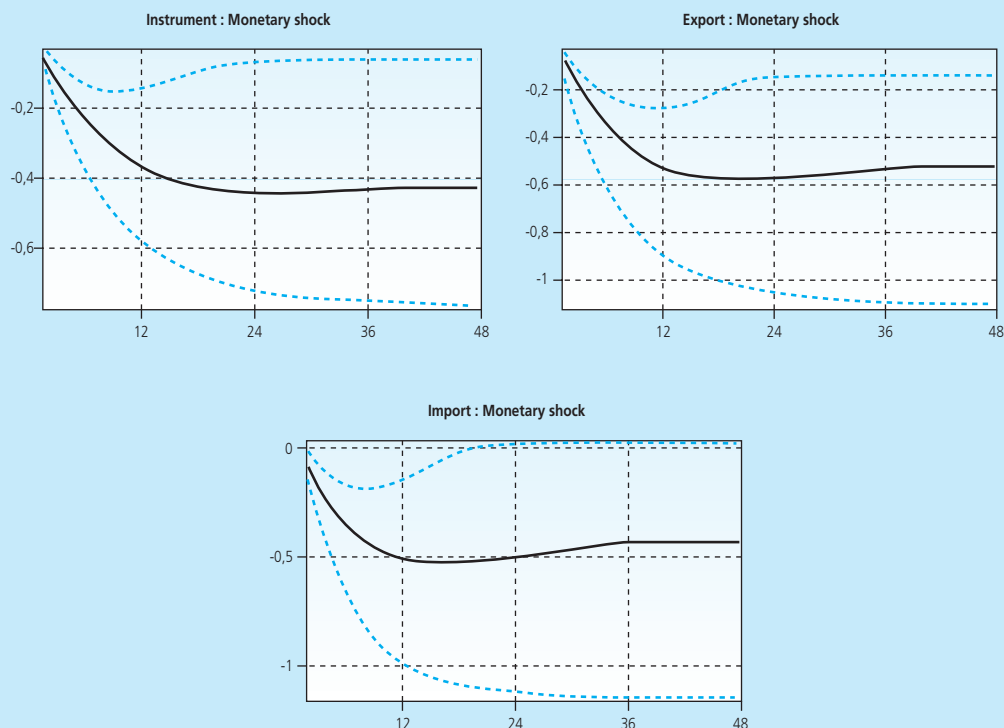 Instrument : Monetary shock
-0,2
-0,4
-0,6
12 24 36 48
Export : Monetary shock
-0,2
-0,4
-0,6
-0,8
-1
12 24 36 48
Import : Monetary shock
0
-0,5
-1
12 24 36 48